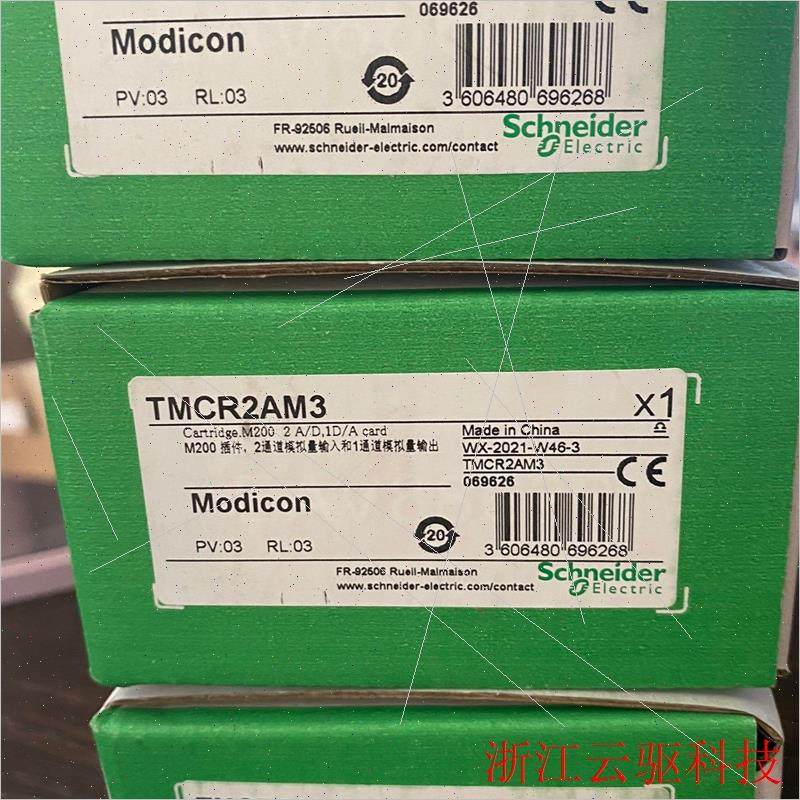 069626
Modicon
PV:03 RL:03
20
3 606480 696268
FR-92506 Rueil-Malmaison
www.schneider-electric.com/contact
Schneider
Electric
TMCR2AM3
x1
Cartridge.M200 2 A/D,1D/A card
M200 插件, 2通道模拟量输入和1通道模拟量输出
Made in China
WX-2021-W46-3
TMCR2AM3
069626
CE
Modicon
PV:03 RL:03
20
3 606480 696268
FR-92506 Rueil-Malmaison
www.schneider-electric.com/contact
Schneider
Electric
浙江云驱科技